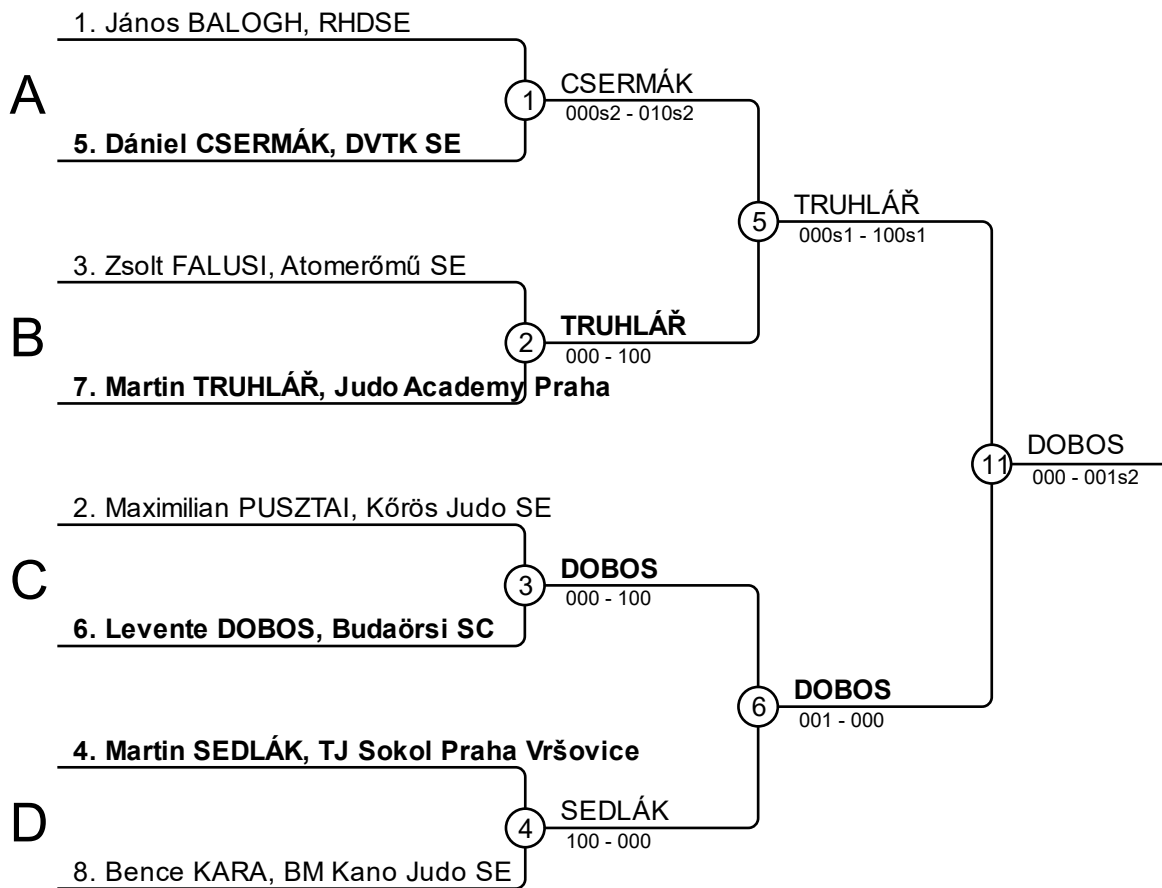 1. János BALOGH, RHDSE
A
1
CSERMÁK
000s2 - 010s2
5. Dániel CSERMÁK, DVTK SE
5
TRUHLÁŘ
000s1 - 100s1
3. Zsolt FALUSI, Atomerőmű SE
B
2
TRUHLÁŘ
000 - 100
7. Martin TRUHLÁŘ, Judo Academy Praha
11
DOBOS
000 - 001s2
2. Maximilian PUSZTAI, Kőrös Judo SE
C
3
DOBOS
000 - 100
6. Levente DOBOS, Budaörsi SC
6
DOBOS
001 - 000
4. Martin SEDLÁK, TJ Sokol Praha Vršovice
D
4
SEDLÁK
100 - 000
8. Bence KARA, BM Kano Judo SE